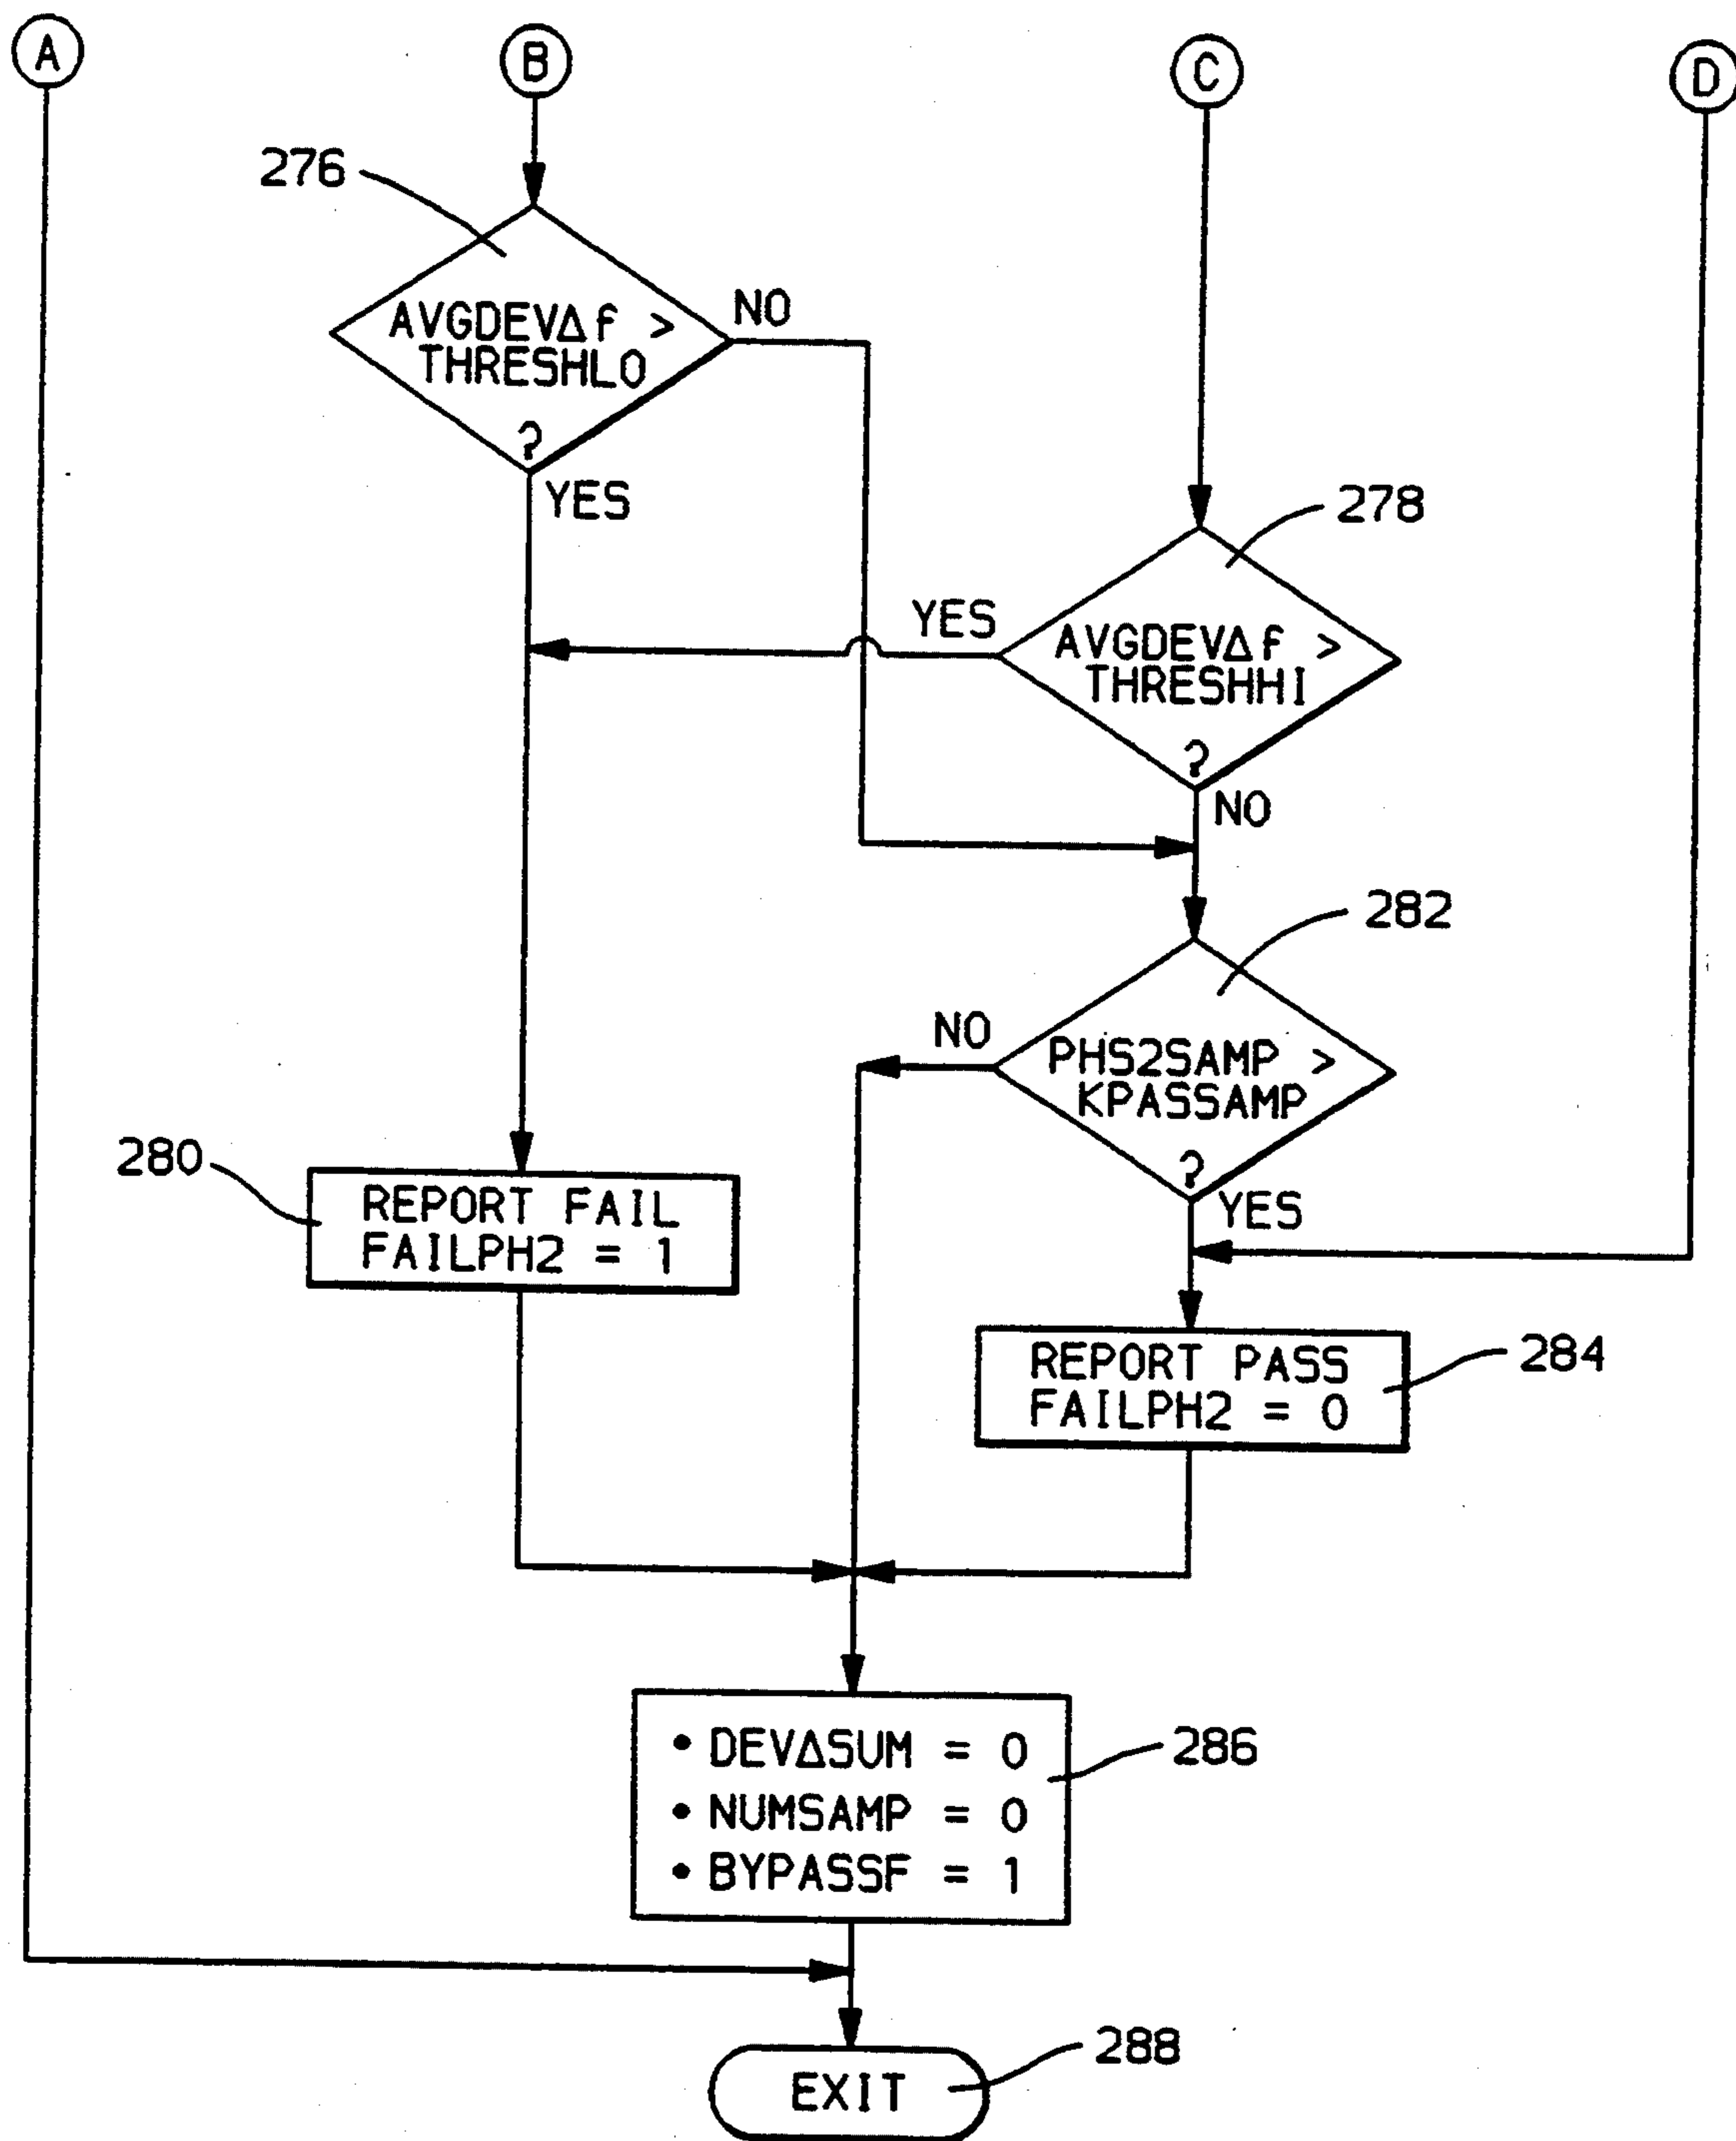 A
B
C
D
276
AVGDEVΔf >
THRESHLO
?
NO
YES
278
YES
AVGDEVΔf >
THRESHHI
?
NO
282
NO
PHS2SAMP >
KPASSAMP
?
YES
280
REPORT FAIL
FAILPH2 = 1
REPORT PASS
FAILPH2 = 0
284
• DEVΔSUM = 0
• NUMSAMP = 0
• BYPASSF = 1
286
EXIT
288